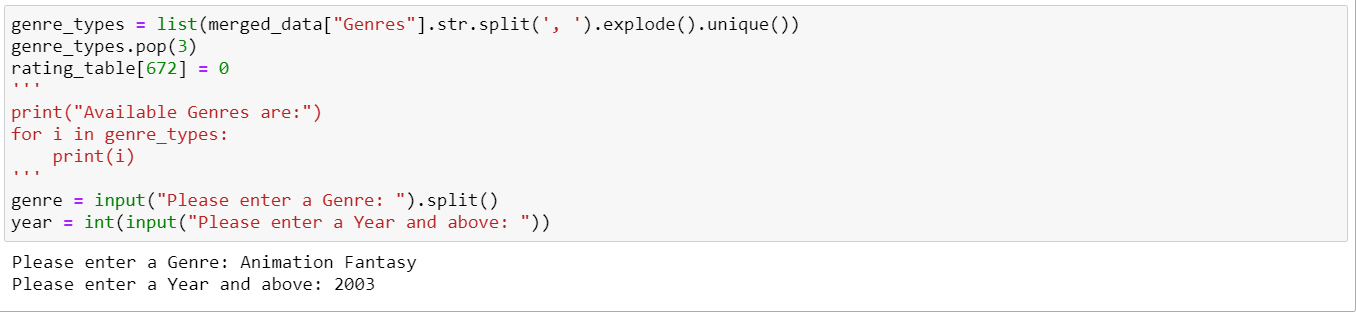 genre_types = list(merged_data["Genres"].str.split(', ').explode().unique())
genre_types.pop(3)
rating_table[672] = 0
'''
print("Available Genres are:")
for i in genre_types:
    print(i)
'''
genre = input("Please enter a Genre: ").split()
year = int(input("Please enter a Year and above: "))
Please enter a Genre: Animation Fantasy
Please enter a Year and above: 2003